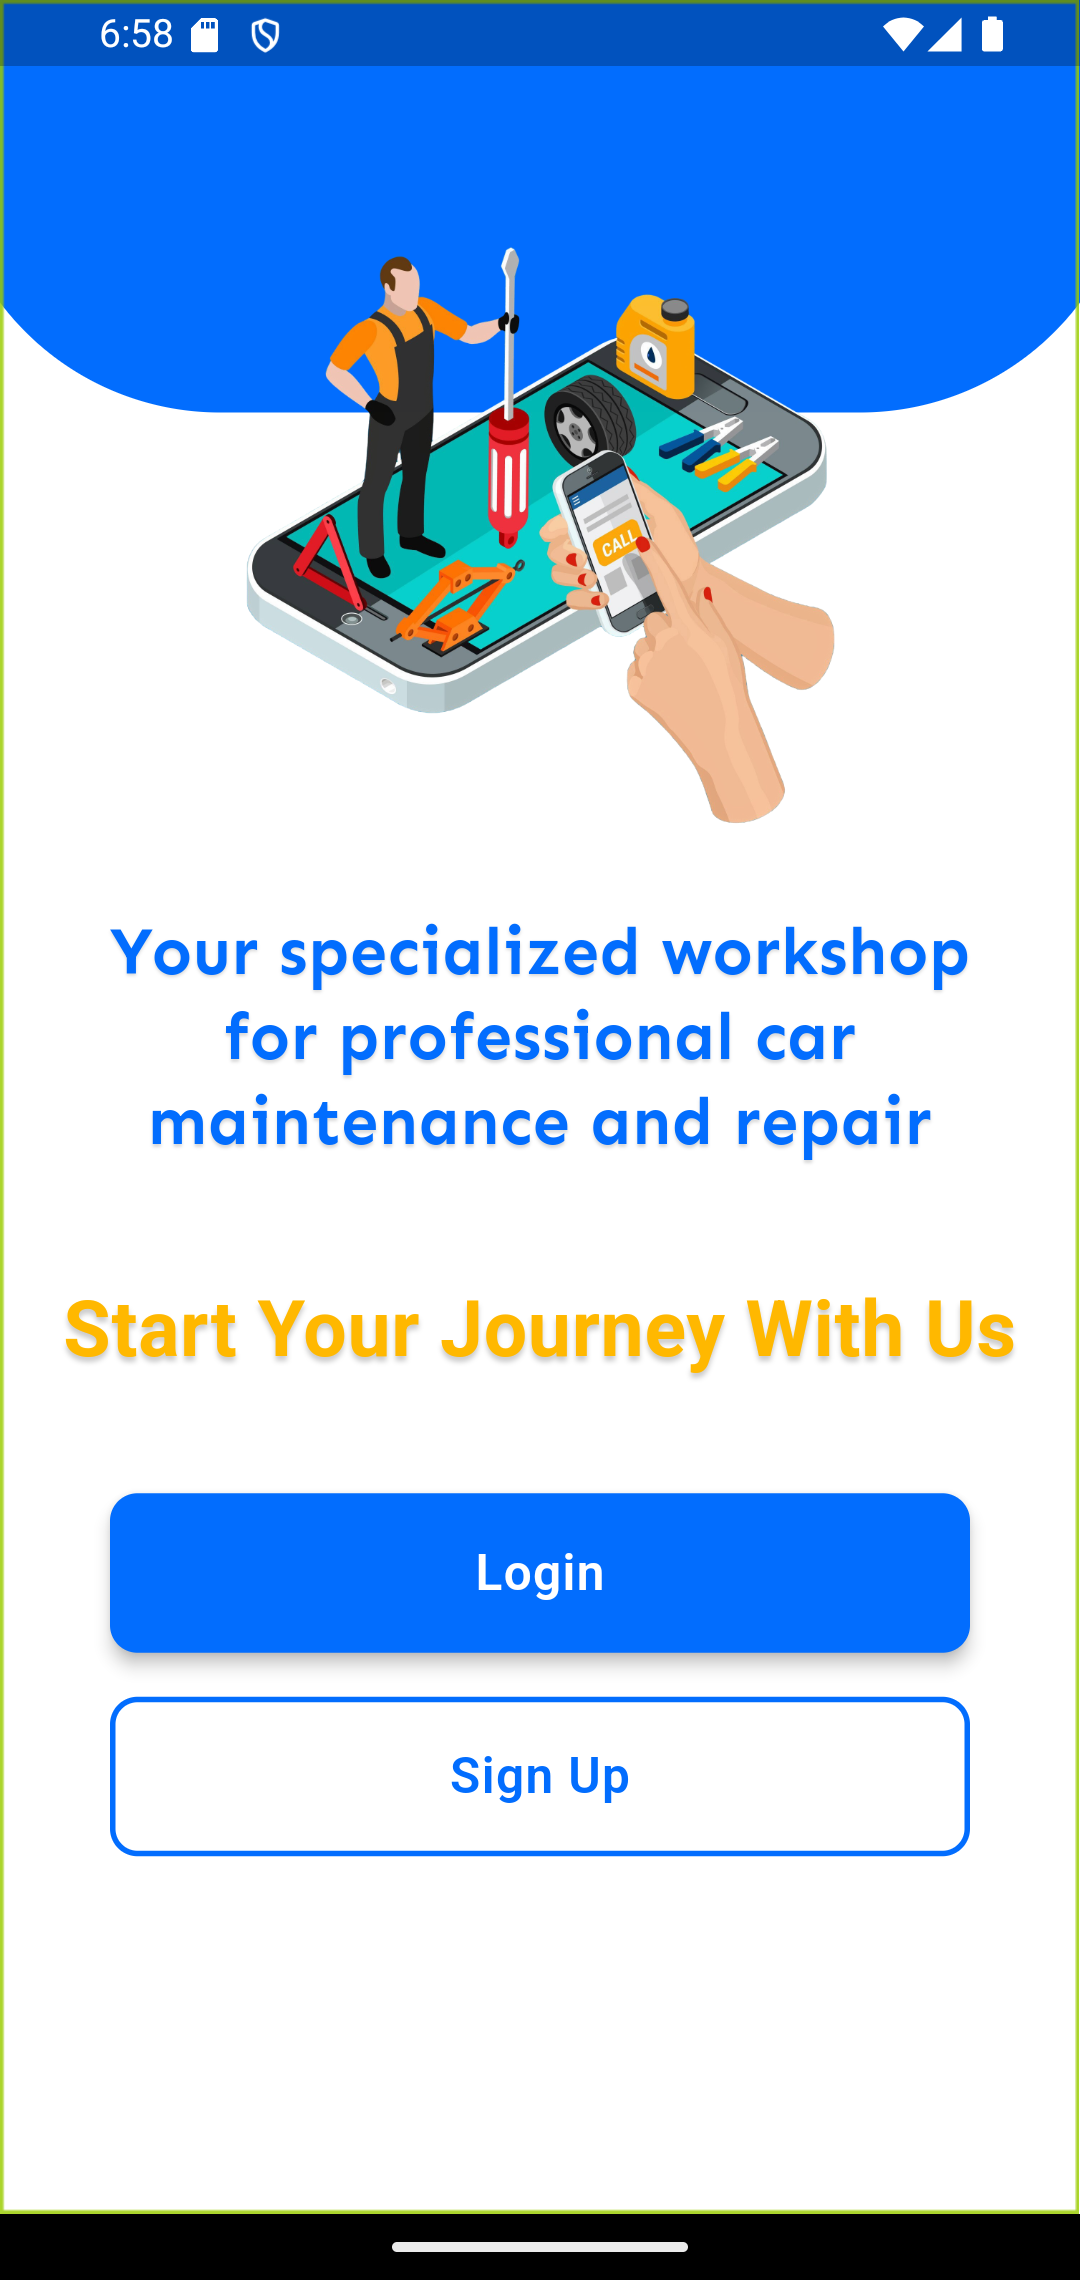 6:58
CALL
Your specialized workshop
for professional car
maintenance and repair
Start Your Journey With Us
Login
Sign Up